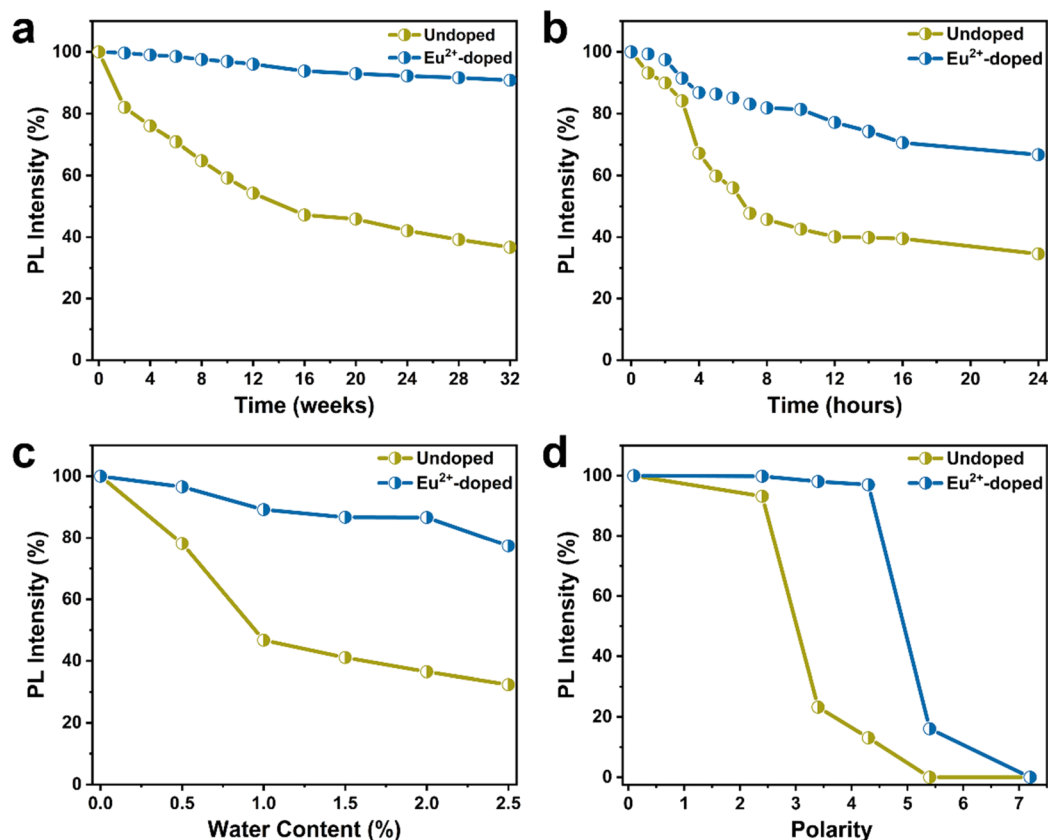 a
Undoped
Eu²⁺-doped
100
80
60
40
20
0
PL Intensity (%)
0 4 8 12 16 20 24 28 32
Time (weeks)
b
Undoped
Eu²⁺-doped
100
80
60
40
20
0
PL Intensity (%)
0 4 8 12 16 20 24
Time (hours)
c
Undoped
Eu²⁺-doped
100
80
60
40
20
0
PL Intensity (%)
0.0 0.5 1.0 1.5 2.0 2.5
Water Content (%)
d
Undoped
Eu²⁺-doped
100
80
60
40
20
0
PL Intensity (%)
0 1 2 3 4 5 6 7
Polarity